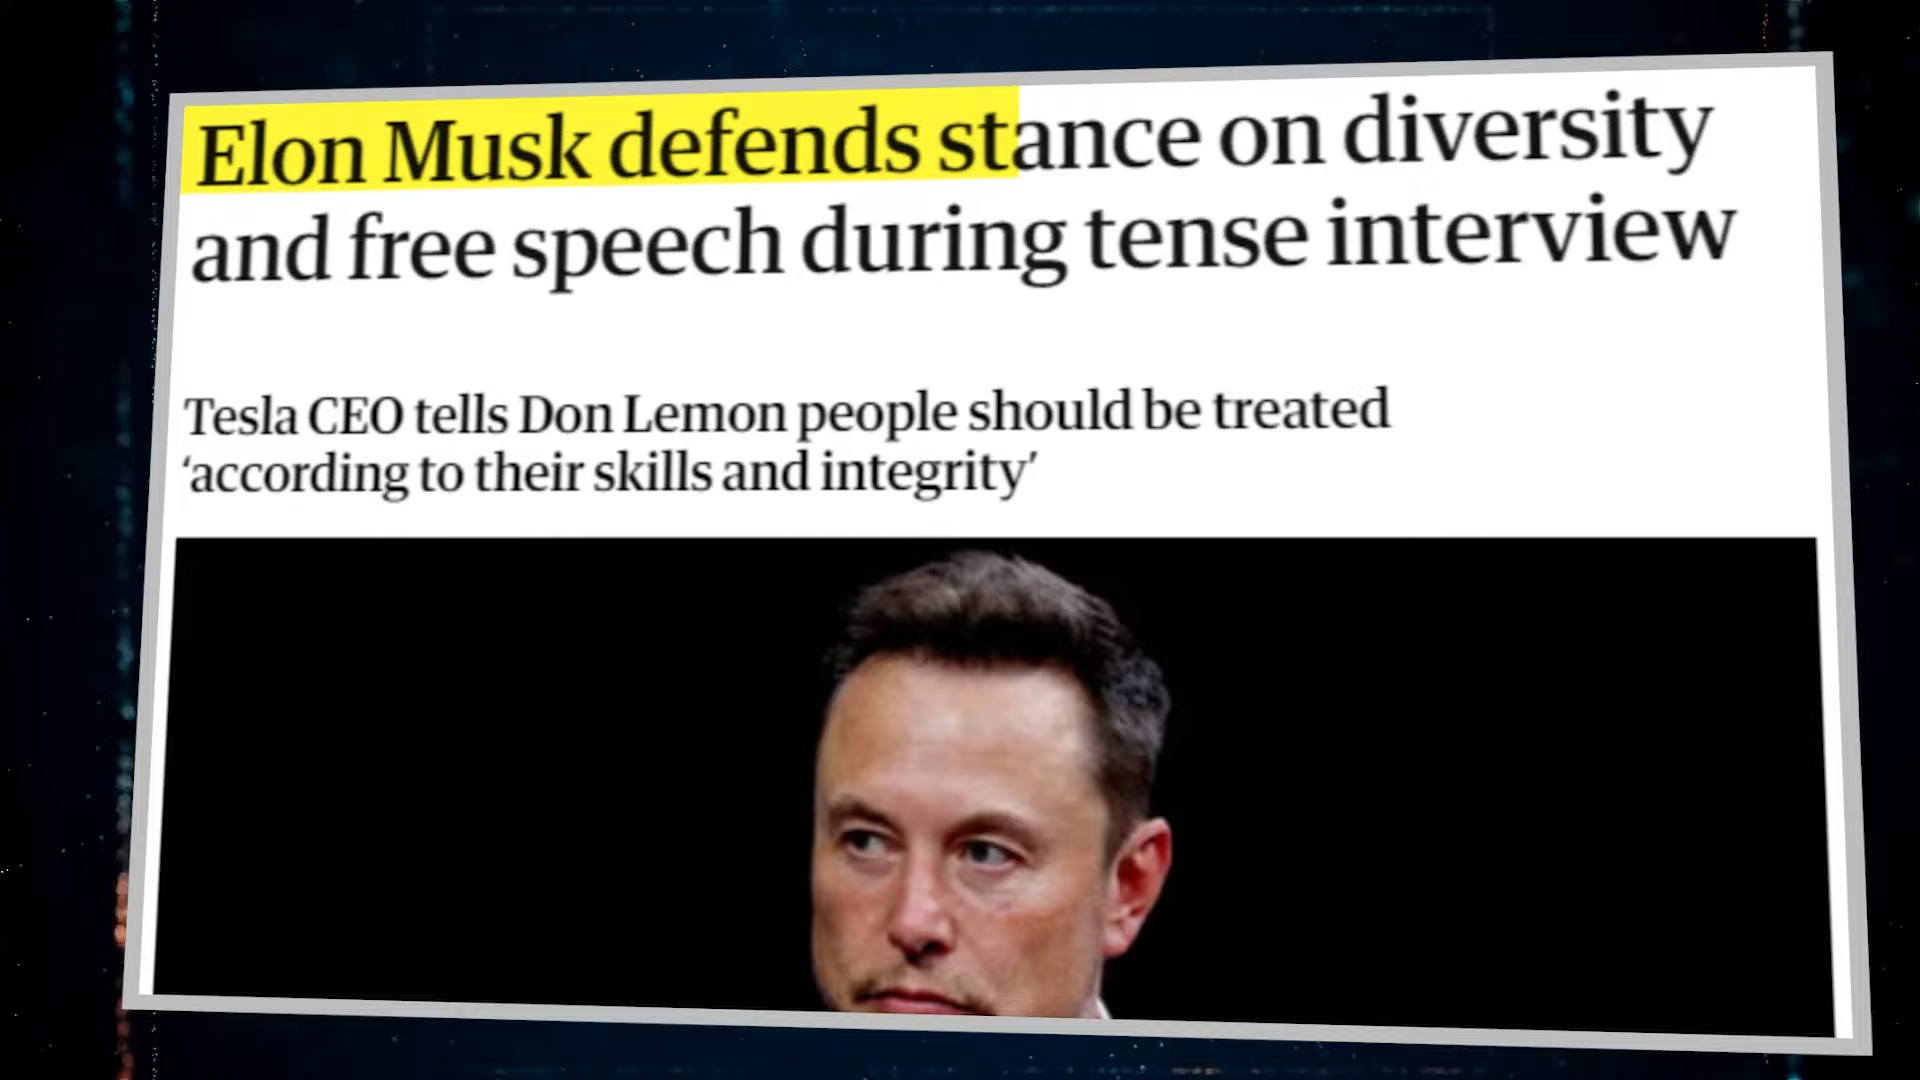 Elon Musk defends stance on diversity
and free speech during tense interview
Tesla CEO tells Don Lemon people should be treated
‘according to their skills and integrity’